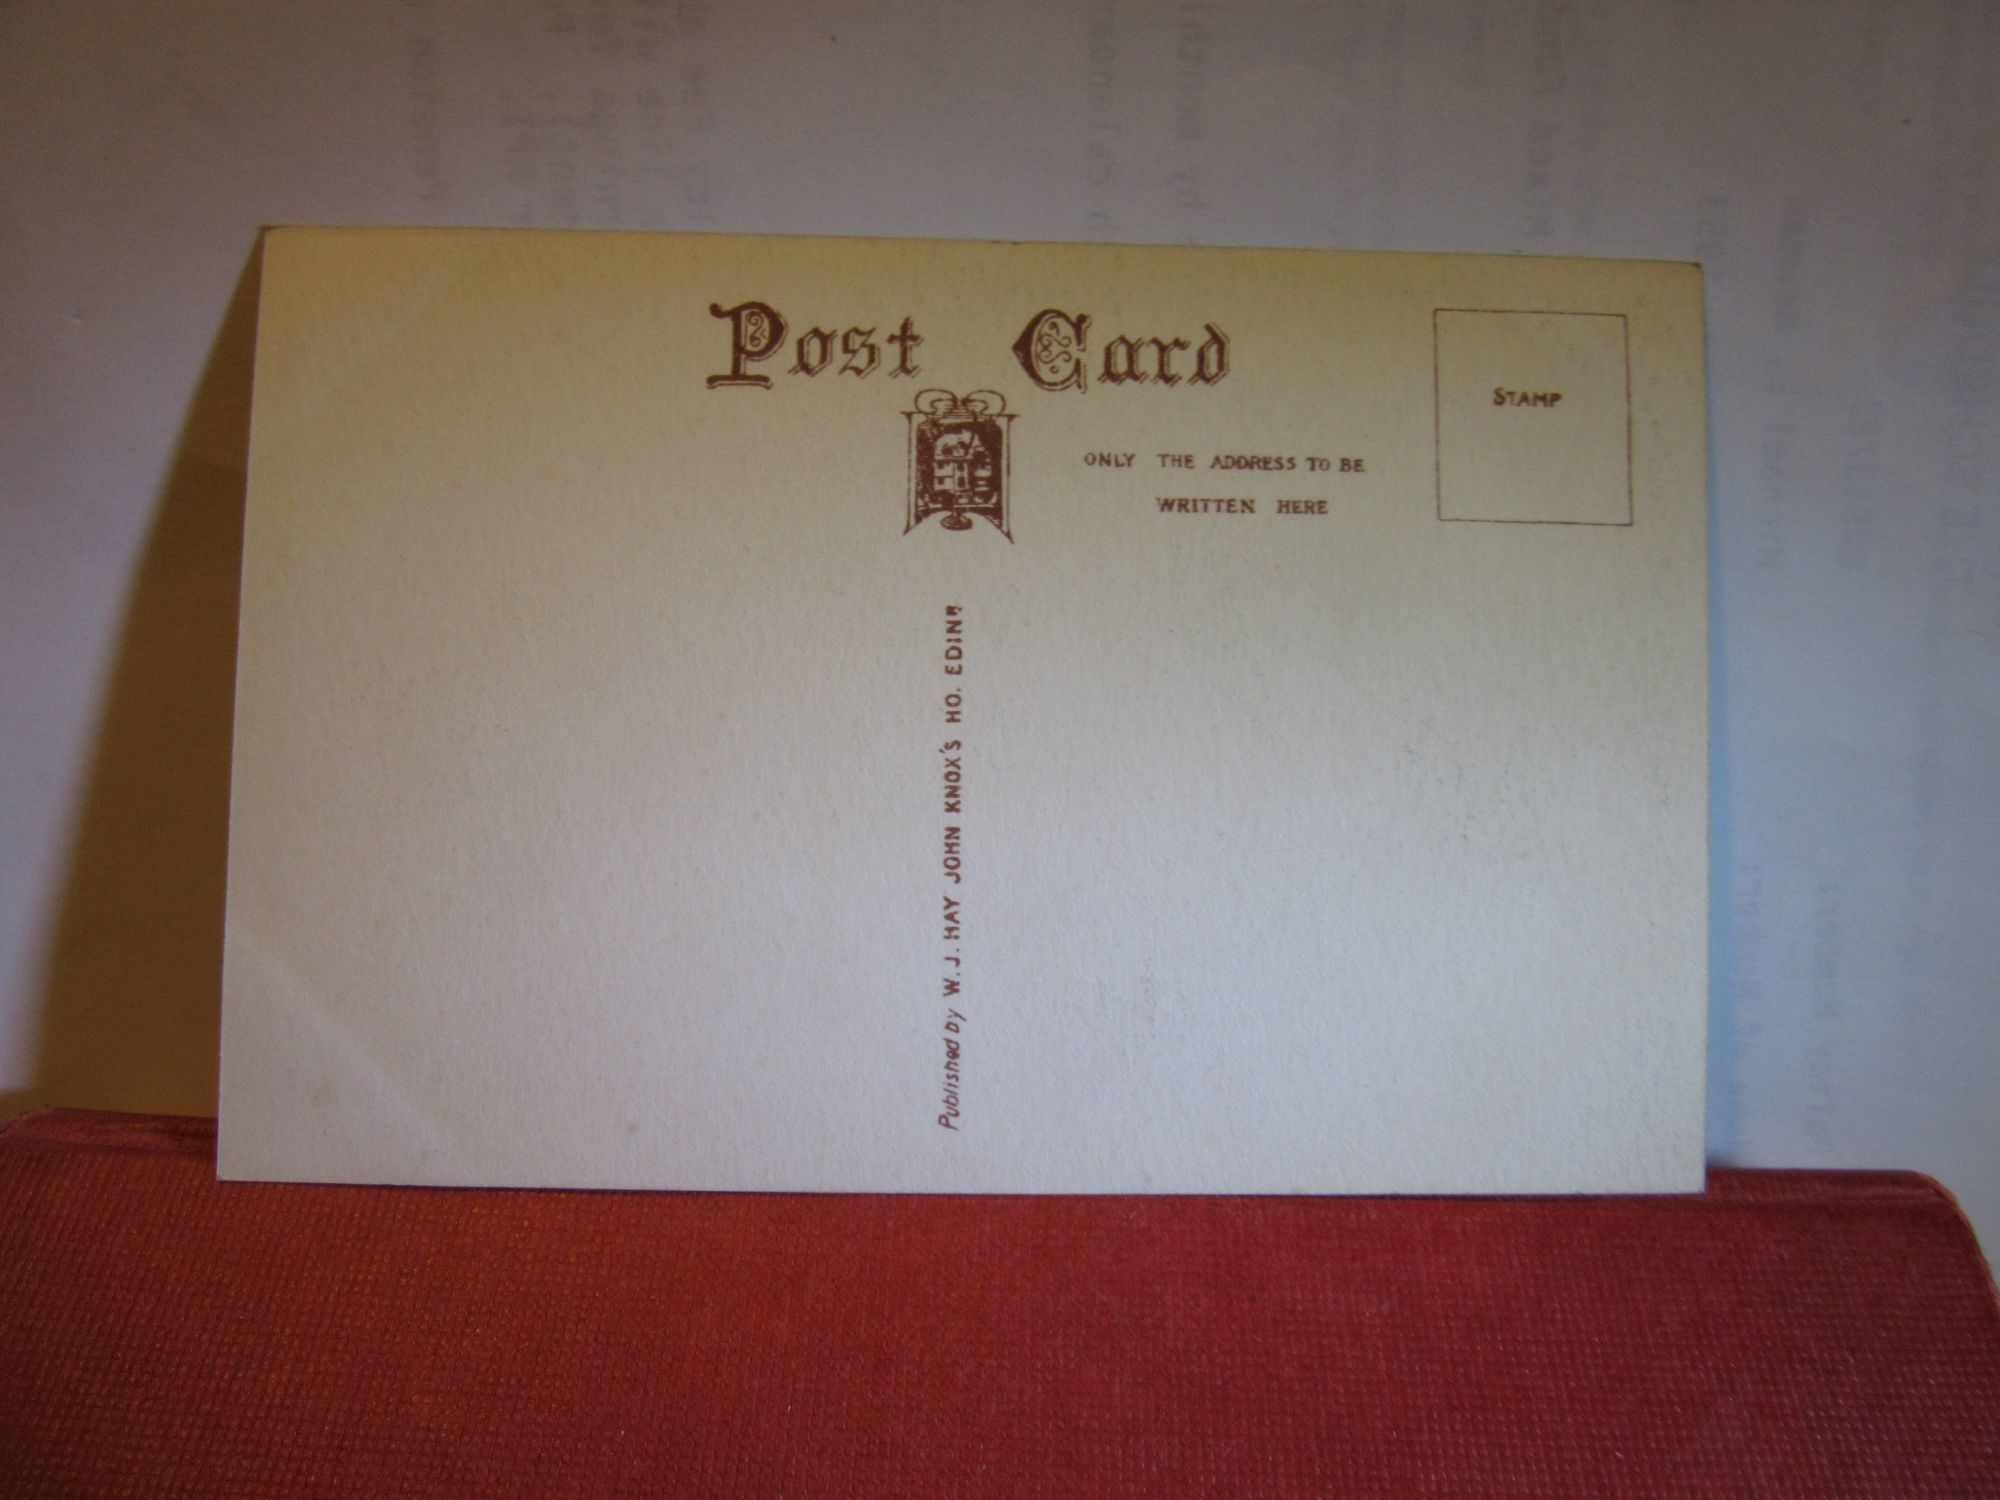 Post Card
STAMP
ONLY THE ADDRESS TO BE
WRITTEN HERE
Published by W. J. HAY JOHN KNOX'S HO. EDINR